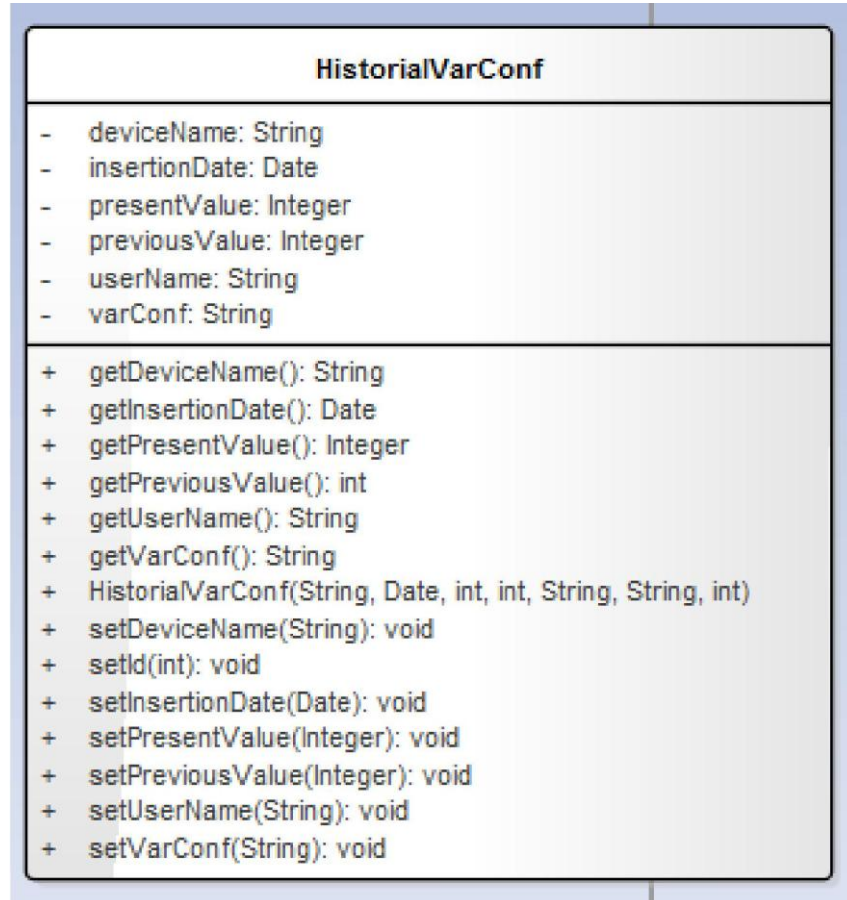 HistorialVarConf
- deviceName: String
- insertionDate: Date
- presentValue: Integer
- previousValue: Integer
- userName: String
- varConf: String
+ getDeviceName(): String
+ getInsertionDate(): Date
+ getPresentValue(): Integer
+ getPreviousValue(): int
+ getUserName(): String
+ getVarConf(): String
+ HistorialVarConf(String, Date, int, int, String, String, int)
+ setDeviceName(String): void
+ setId(int): void
+ setInsertionDate(Date): void
+ setPresentValue(Integer): void
+ setPreviousValue(Integer): void
+ setUserName(String): void
+ setVarConf(String): void